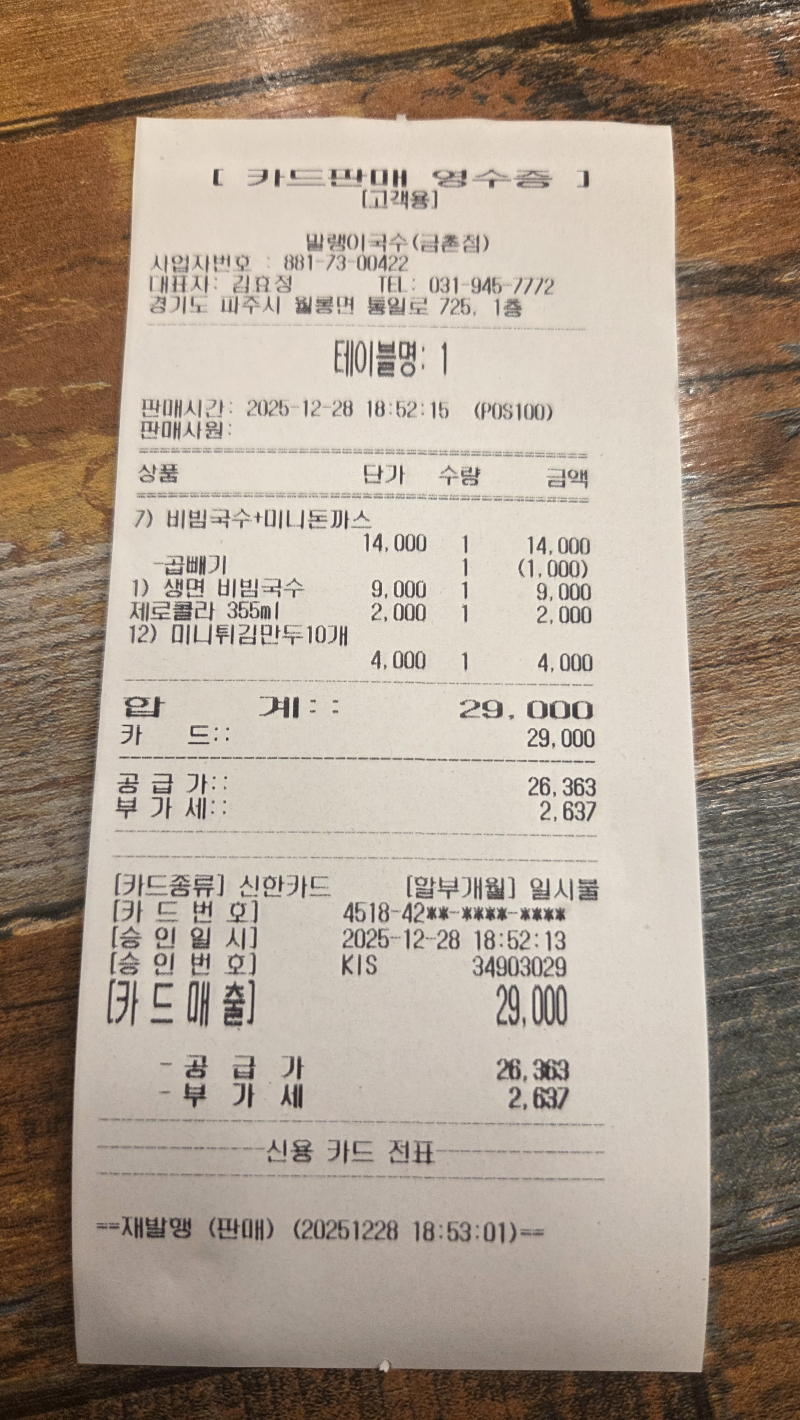 [ 카드판매 영수증 ]
[고객용]
말랭이국수(금촌점)
사업자번호 : 881-73-00422
대표자: 김효정 TEL: 031-945-7772
경기도 파주시 월롱면 통일로 725, 1층
테이블명: 1
판매시간: 2025-12-28 18:52:15 (POS100)
판매사원:
상품 단가 수량 금액
7) 비빔국수+미니돈까스
14,000 1 14,000
-곱빼기 1 (1,000)
1) 생면 비빔국수 9,000 1 9,000
제로콜라 355ml 2,000 1 2,000
12) 미니튀김만두10개
4,000 1 4,000
합 계:: 29,000
카 드:: 29,000
공 급 가:: 26,363
부 가 세:: 2,637
[카드종류] 신한카드 [할부개월] 일시불
[카 드 번 호] 4518-42**-****-****
[승 인 일 시] 2025-12-28 18:52:13
[승 인 번 호] KIS 34903029
[카 드 매 출] 29,000
- 공 급 가 26,363
- 부 가 세 2,637
신용 카드 전표
==재발행 (판매) (20251228 18:53:01)==